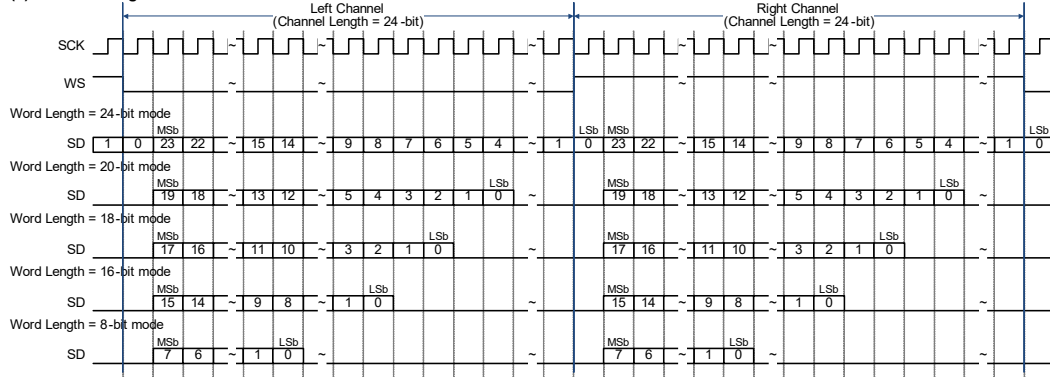 Left Channel Right Channel
(Channel Length = 24-bit) (Channel Length = 24-bit)
SCK ~ ~ ~ ~ ~ ~
WS ~ ~ ~ ~
Word Length = 24-bit mode
MSb LSb MSb LSb
SD 1 0 23 22 ~ 15 14 ~ 9 8 7 6 5 4 ~ 1 0 23 22 ~ 15 14 ~ 9 8 7 6 5 4 ~ 1 0
Word Length = 20-bit mode
MSb LSb MSb LSb
SD 19 18 ~ 13 12 ~ 5 4 3 2 1 0 ~ 19 18 ~ 13 12 ~ 5 4 3 2 1 0 ~
Word Length = 18-bit mode
MSb LSb MSb LSb
SD 17 16 ~ 11 10 ~ 3 2 1 0 ~ 17 16 ~ 11 10 ~ 3 2 1 0 ~
Word Length = 16-bit mode
MSb LSb MSb LSb
SD 15 14 ~ 9 8 ~ 1 0 ~ 15 14 ~ 9 8 ~ 1 0 ~
Word Length = 8-bit mode
MSb LSb MSb LSb
SD 7 6 ~ 1 0 ~ ~ 7 6 ~ 1 0 ~ ~